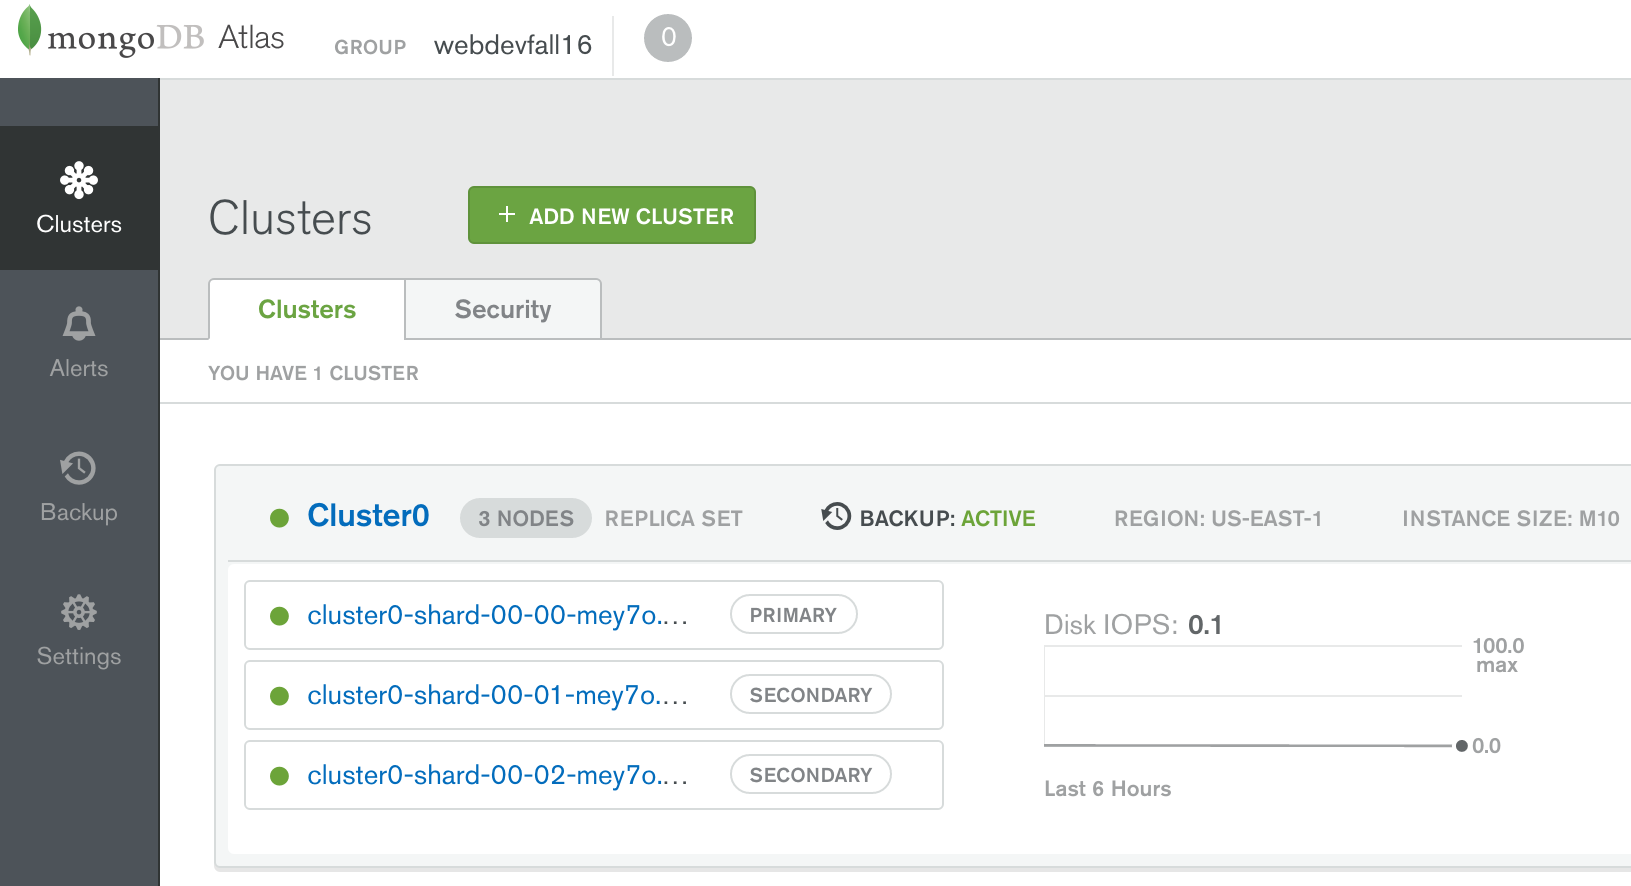 mongoDB Atlas GROUP webdevfall16 0
Clusters
Alerts
Backup
Settings
Clusters + ADD NEW CLUSTER
Clusters Security
YOU HAVE 1 CLUSTER
Cluster0 3 NODES REPLICA SET BACKUP: ACTIVE REGION: US-EAST-1 INSTANCE SIZE: M10
cluster0-shard-00-00-mey7o.... PRIMARY
cluster0-shard-00-01-mey7o.... SECONDARY
cluster0-shard-00-02-mey7o.... SECONDARY
Disk IOPS: 0.1
100.0
max
0.0
Last 6 Hours